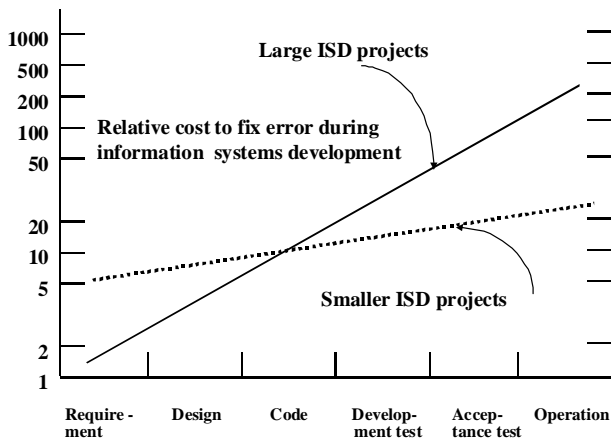 1000
500
200
100
50
20
10
5
2
1
Large ISD projects
Relative cost to fix error during
information systems development
Smaller ISD projects
Require -
ment
Design
Code
Develop-
ment test
Accep-
tance test
Operation